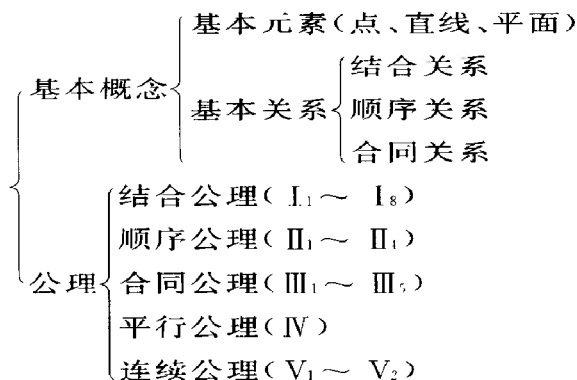 基本元素(点、直线、平面)
基本概念
结合关系
基本关系
顺序关系
合同关系
结合公理(Ⅰ₁～Ⅰ₈)
顺序公理(Ⅱ₁～Ⅱ₄)
公理
合同公理(Ⅲ₁～Ⅲ₅)
平行公理(Ⅳ)
连续公理(Ⅴ₁～Ⅴ₂)